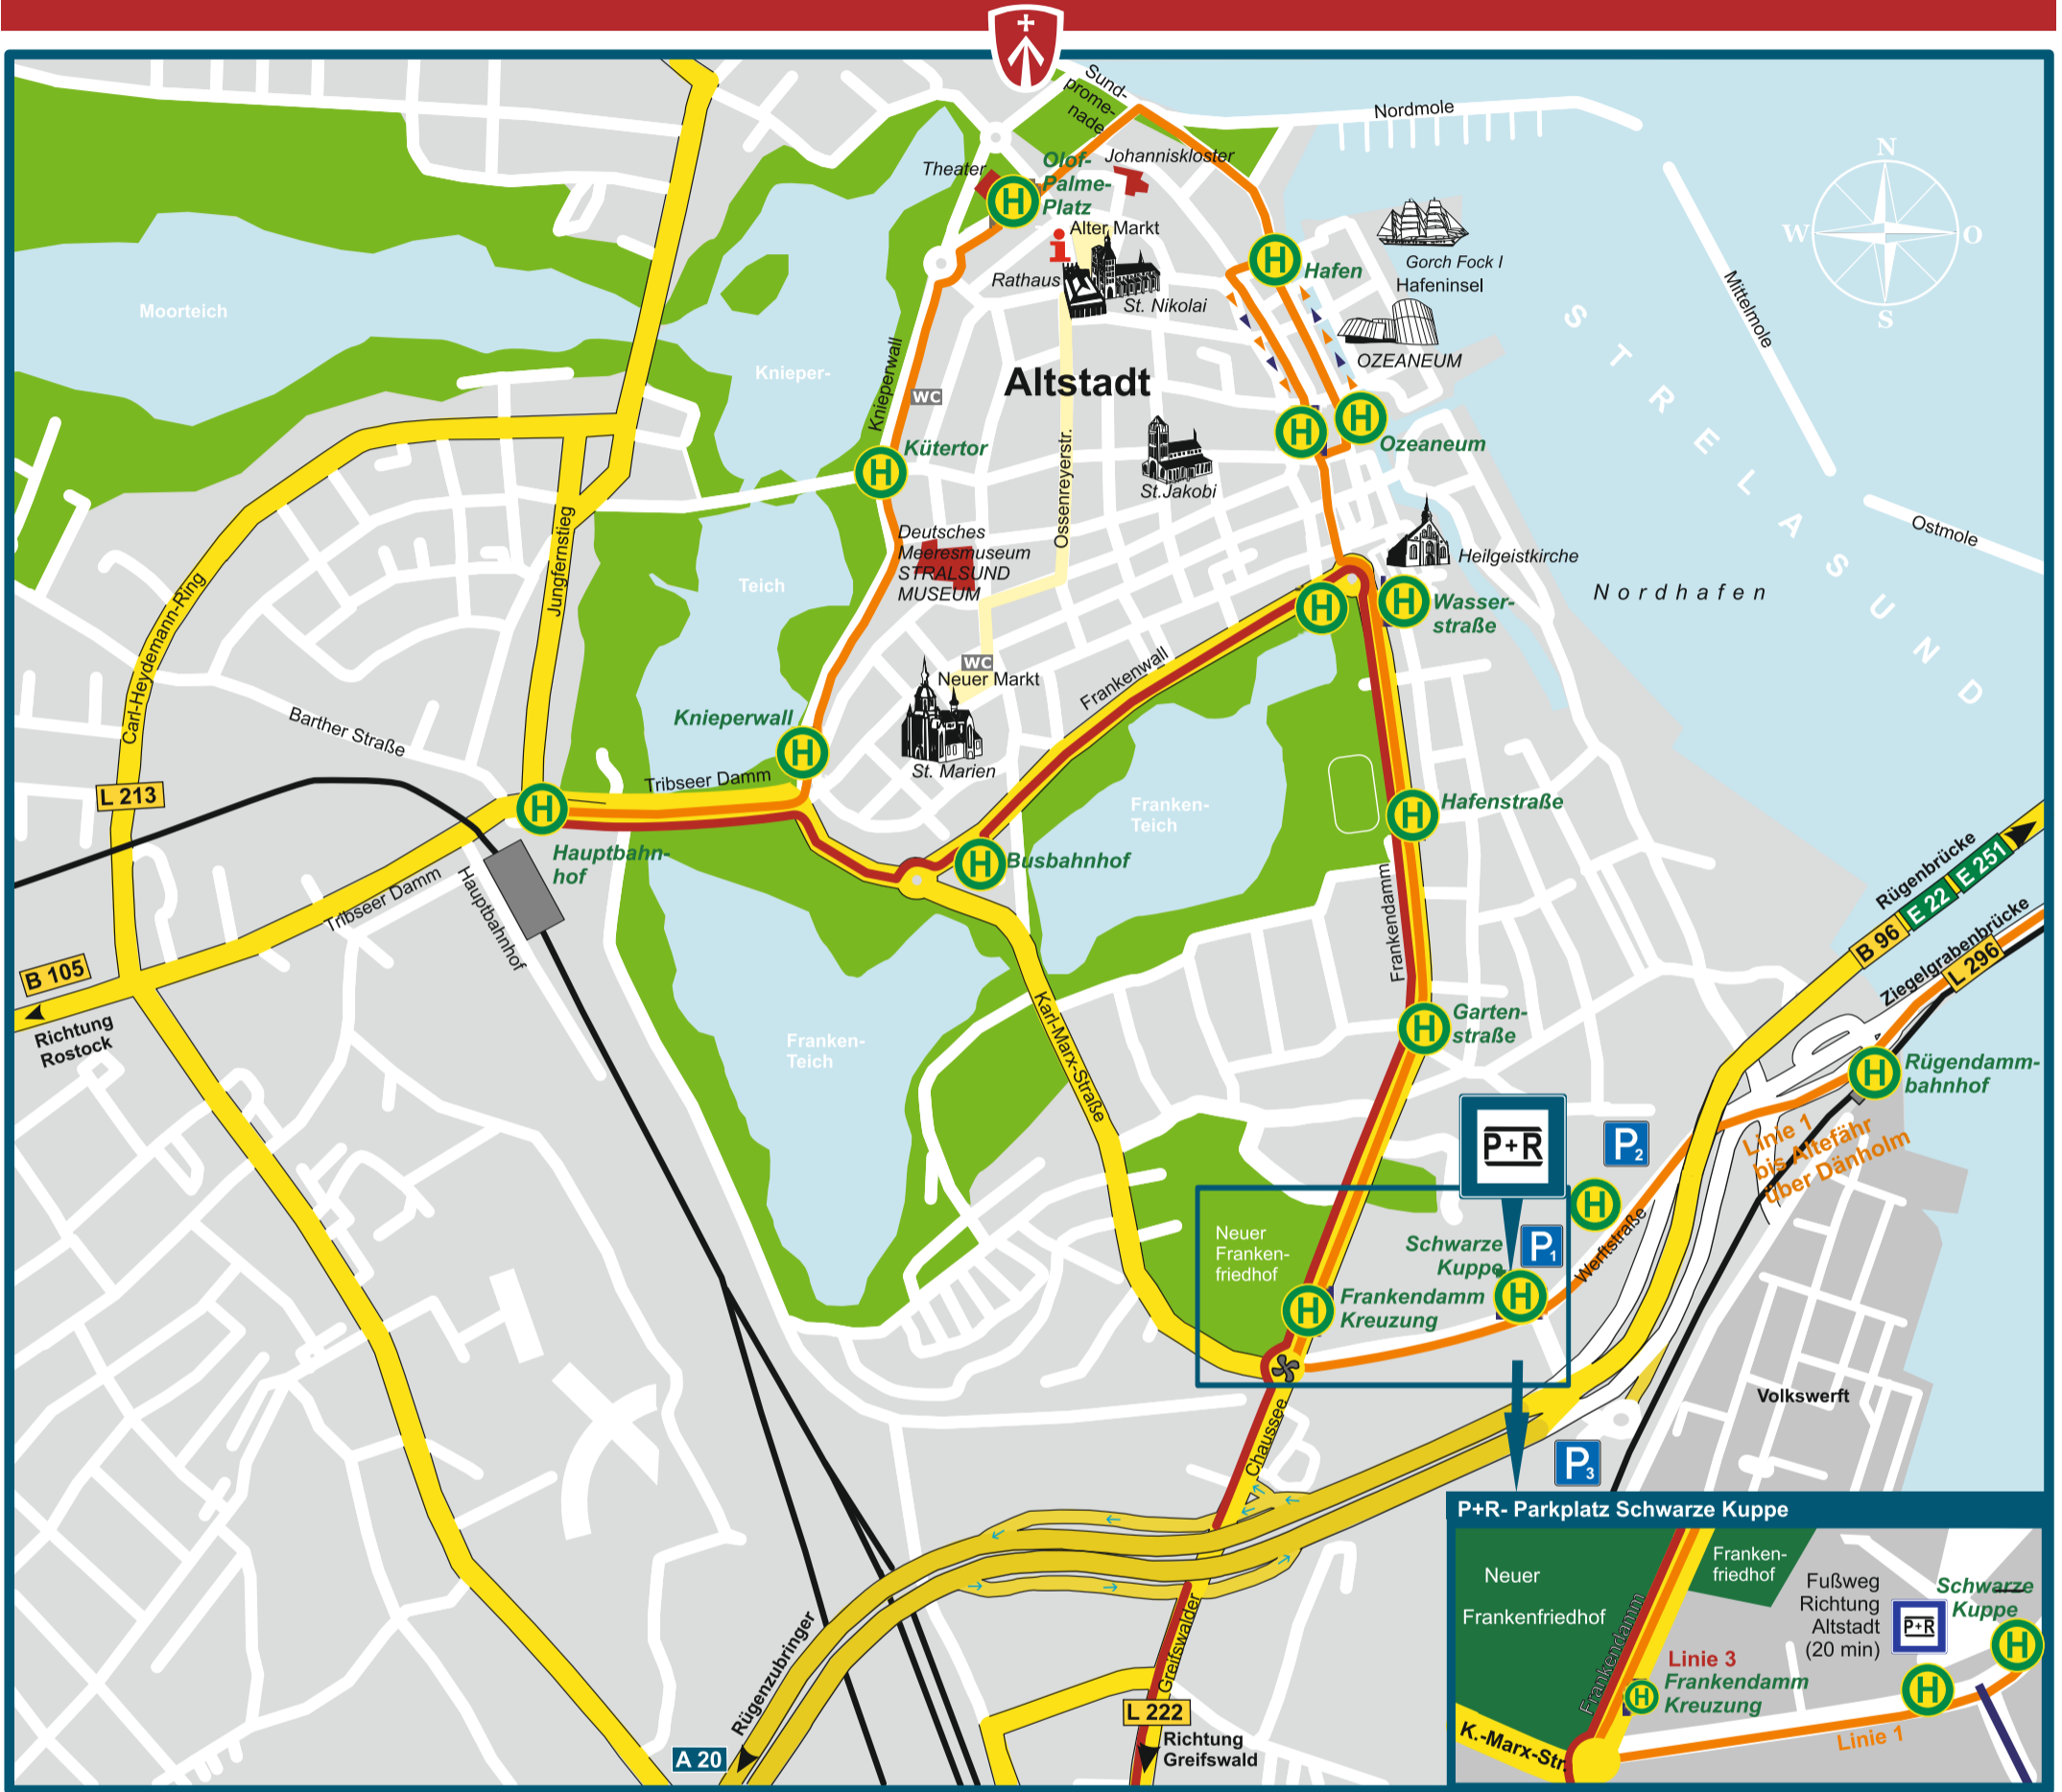 Sund-
prome-
nade
Nordmole
Theater
Olof-
Palme-
Platz
H
Johanniskloster
N
W
O
S
Alter Markt
i
Rathaus
St. Nikolai
H
Hafen
Gorch Fock I
Hafeninsel
OZEANEUM
Mittelmole
STRELASUND
Moorteich
Knieper-
Knieperwall
WC
Altstadt
Ossenreyerstr.
H
Kütertor
St.Jakobi
H
H
Ozeaneum
Ostmole
Deutsches
Meeresmuseum
STRALSUND
MUSEUM
Heilgeistkirche
Nordhafen
Teich
Jungfernstieg
Carl-Heydemann-Ring
H
H
Wasser-
straße
WC
Neuer Markt
Frankenwall
Barther Straße
Knieperwall
H
St. Marien
Tribseer Damm
L 213
H
Hauptbahn-
hof
Franken-
Teich
H
Hafenstraße
H
Busbahnhof
Tribseer Damm
Hauptbahnhof
Frankendamm
Rügenbrücke
E 251
E 22
B 96
Ziegelgrabenbrücke
L 296
B 105
Richtung
Rostock
Karl-Marx-Straße
Franken-
Teich
H
Garten-
straße
H
Rügendamm-
bahnhof
Linie 1
bis Altefähr
über Dänholm
P+R
P2
H
P1
Werftstraße
Neuer
Franken-
friedhof
Schwarze
Kuppe
H
H
Frankendamm
Kreuzung
Volkswerft
Chaussee
P3
Greifswalder
Rügenzubringer
A 20
L 222
Richtung
Greifswald
P+R- Parkplatz Schwarze Kuppe
Neuer
Frankenfriedhof
Franken-
friedhof
Fußweg
Richtung
Altstadt
(20 min)
P+R
Schwarze
Kuppe
H
H
Frankendamm
Linie 3
H
Frankendamm
Kreuzung
K.-Marx-Str.
Linie 1